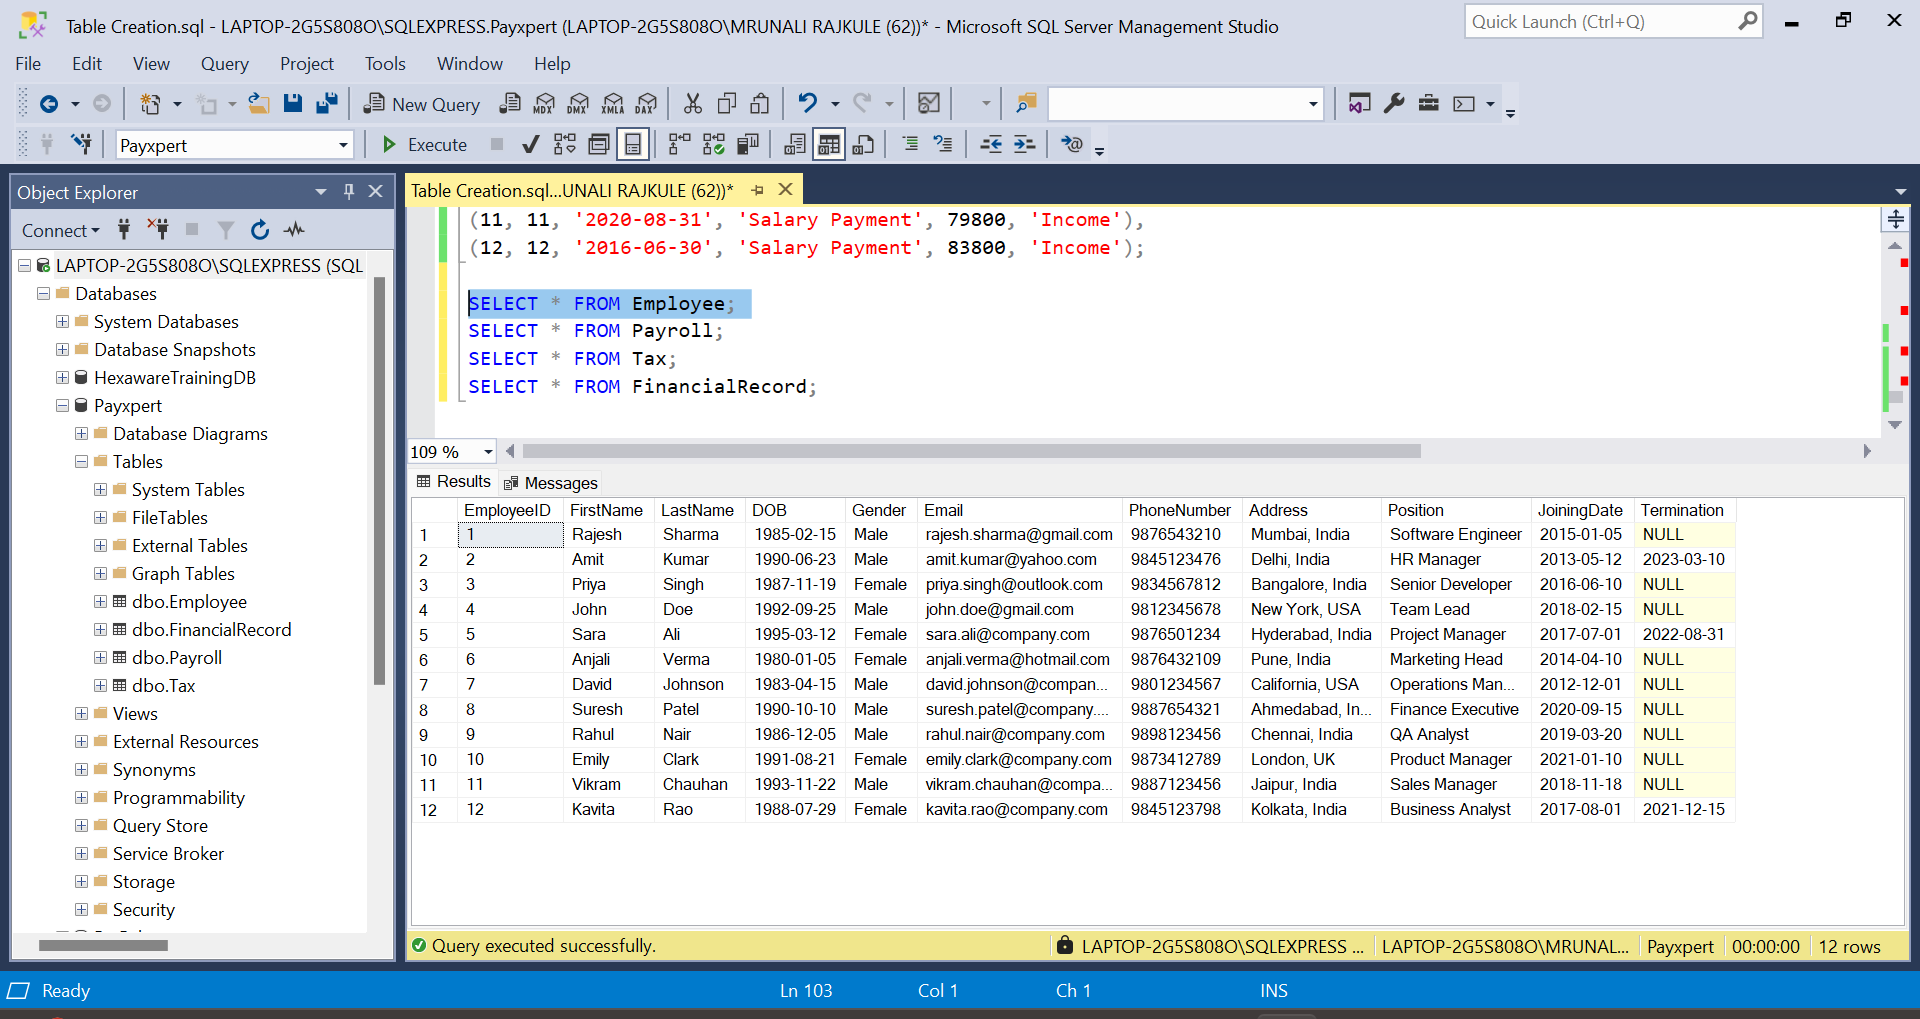 Table Creation.sql - LAPTOP-2G5S808O\SQLEXPRESS.Payxpert (LAPTOP-2G5S808O\MRUNALI RAJKULE (62))* - Microsoft SQL Server Management Studio
Quick Launch (Ctrl+Q)
File Edit View Query Project Tools Window Help
New Query MDX DMX XMLA DAX
Payxpert Execute
Object Explorer
Connect
LAPTOP-2G5S808O\SQLEXPRESS (SQL
Databases
System Databases
Database Snapshots
HexawareTrainingDB
Payxpert
Database Diagrams
Tables
System Tables
FileTables
External Tables
Graph Tables
dbo.Employee
dbo.FinancialRecord
dbo.Payroll
dbo.Tax
Views
External Resources
Synonyms
Programmability
Query Store
Service Broker
Storage
Security
Table Creation.sql...UNALI RAJKULE (62))*
(11, 11, '2020-08-31', 'Salary Payment', 79800, 'Income'),
(12, 12, '2016-06-30', 'Salary Payment', 83800, 'Income');
SELECT * FROM Employee;
SELECT * FROM Payroll;
SELECT * FROM Tax;
SELECT * FROM FinancialRecord;
109 %
Results Messages
EmployeeID FirstName LastName DOB Gender Email PhoneNumber Address Position JoiningDate Termination
1 1 Rajesh Sharma 1985-02-15 Male rajesh.sharma@gmail.com 9876543210 Mumbai, India Software Engineer 2015-01-05 NULL
2 2 Amit Kumar 1990-06-23 Male amit.kumar@yahoo.com 9845123476 Delhi, India HR Manager 2013-05-12 2023-03-10
3 3 Priya Singh 1987-11-19 Female priya.singh@outlook.com 9834567812 Bangalore, India Senior Developer 2016-06-10 NULL
4 4 John Doe 1992-09-25 Male john.doe@gmail.com 9812345678 New York, USA Team Lead 2018-02-15 NULL
5 5 Sara Ali 1995-03-12 Female sara.ali@company.com 9876501234 Hyderabad, India Project Manager 2017-07-01 2022-08-31
6 6 Anjali Verma 1980-01-05 Female anjali.verma@hotmail.com 9876432109 Pune, India Marketing Head 2014-04-10 NULL
7 7 David Johnson 1983-04-15 Male david.johnson@compan... 9801234567 California, USA Operations Man... 2012-12-01 NULL
8 8 Suresh Patel 1990-10-10 Male suresh.patel@company.... 9887654321 Ahmedabad, In... Finance Executive 2020-09-15 NULL
9 9 Rahul Nair 1986-12-05 Male rahul.nair@company.com 9898123456 Chennai, India QA Analyst 2019-03-20 NULL
10 10 Emily Clark 1991-08-21 Female emily.clark@company.com 9873412789 London, UK Product Manager 2021-01-10 NULL
11 11 Vikram Chauhan 1993-11-22 Male vikram.chauhan@compa... 9887123456 Jaipur, India Sales Manager 2018-11-18 NULL
12 12 Kavita Rao 1988-07-29 Female kavita.rao@company.com 9845123798 Kolkata, India Business Analyst 2017-08-01 2021-12-15
Query executed successfully. LAPTOP-2G5S808O\SQLEXPRESS ... LAPTOP-2G5S808O\MRUNAL... Payxpert 00:00:00 12 rows
Ready Ln 103 Col 1 Ch 1 INS